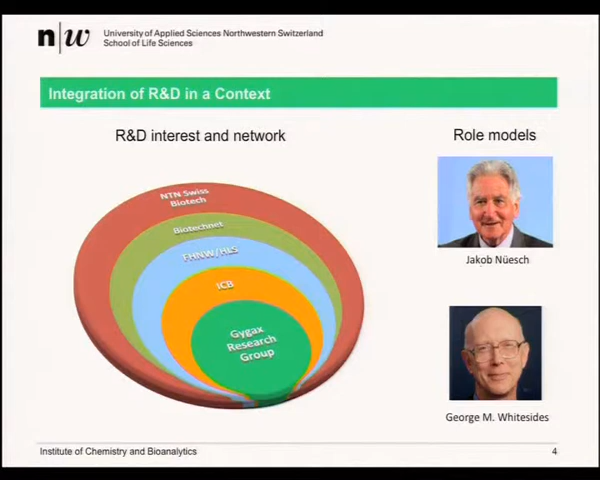 n|w
University of Applied Sciences Northwestern Switzerland
School of Life Sciences
Integration of R&D in a Context
R&D interest and network
Role models
NTN Swiss
Biotech
Biotechnet
FHNW/HLS
ICB
Gygax
Research
Group
Jakob Nüesch
George M. Whitesides
Institute of Chemistry and Bioanalytics
4